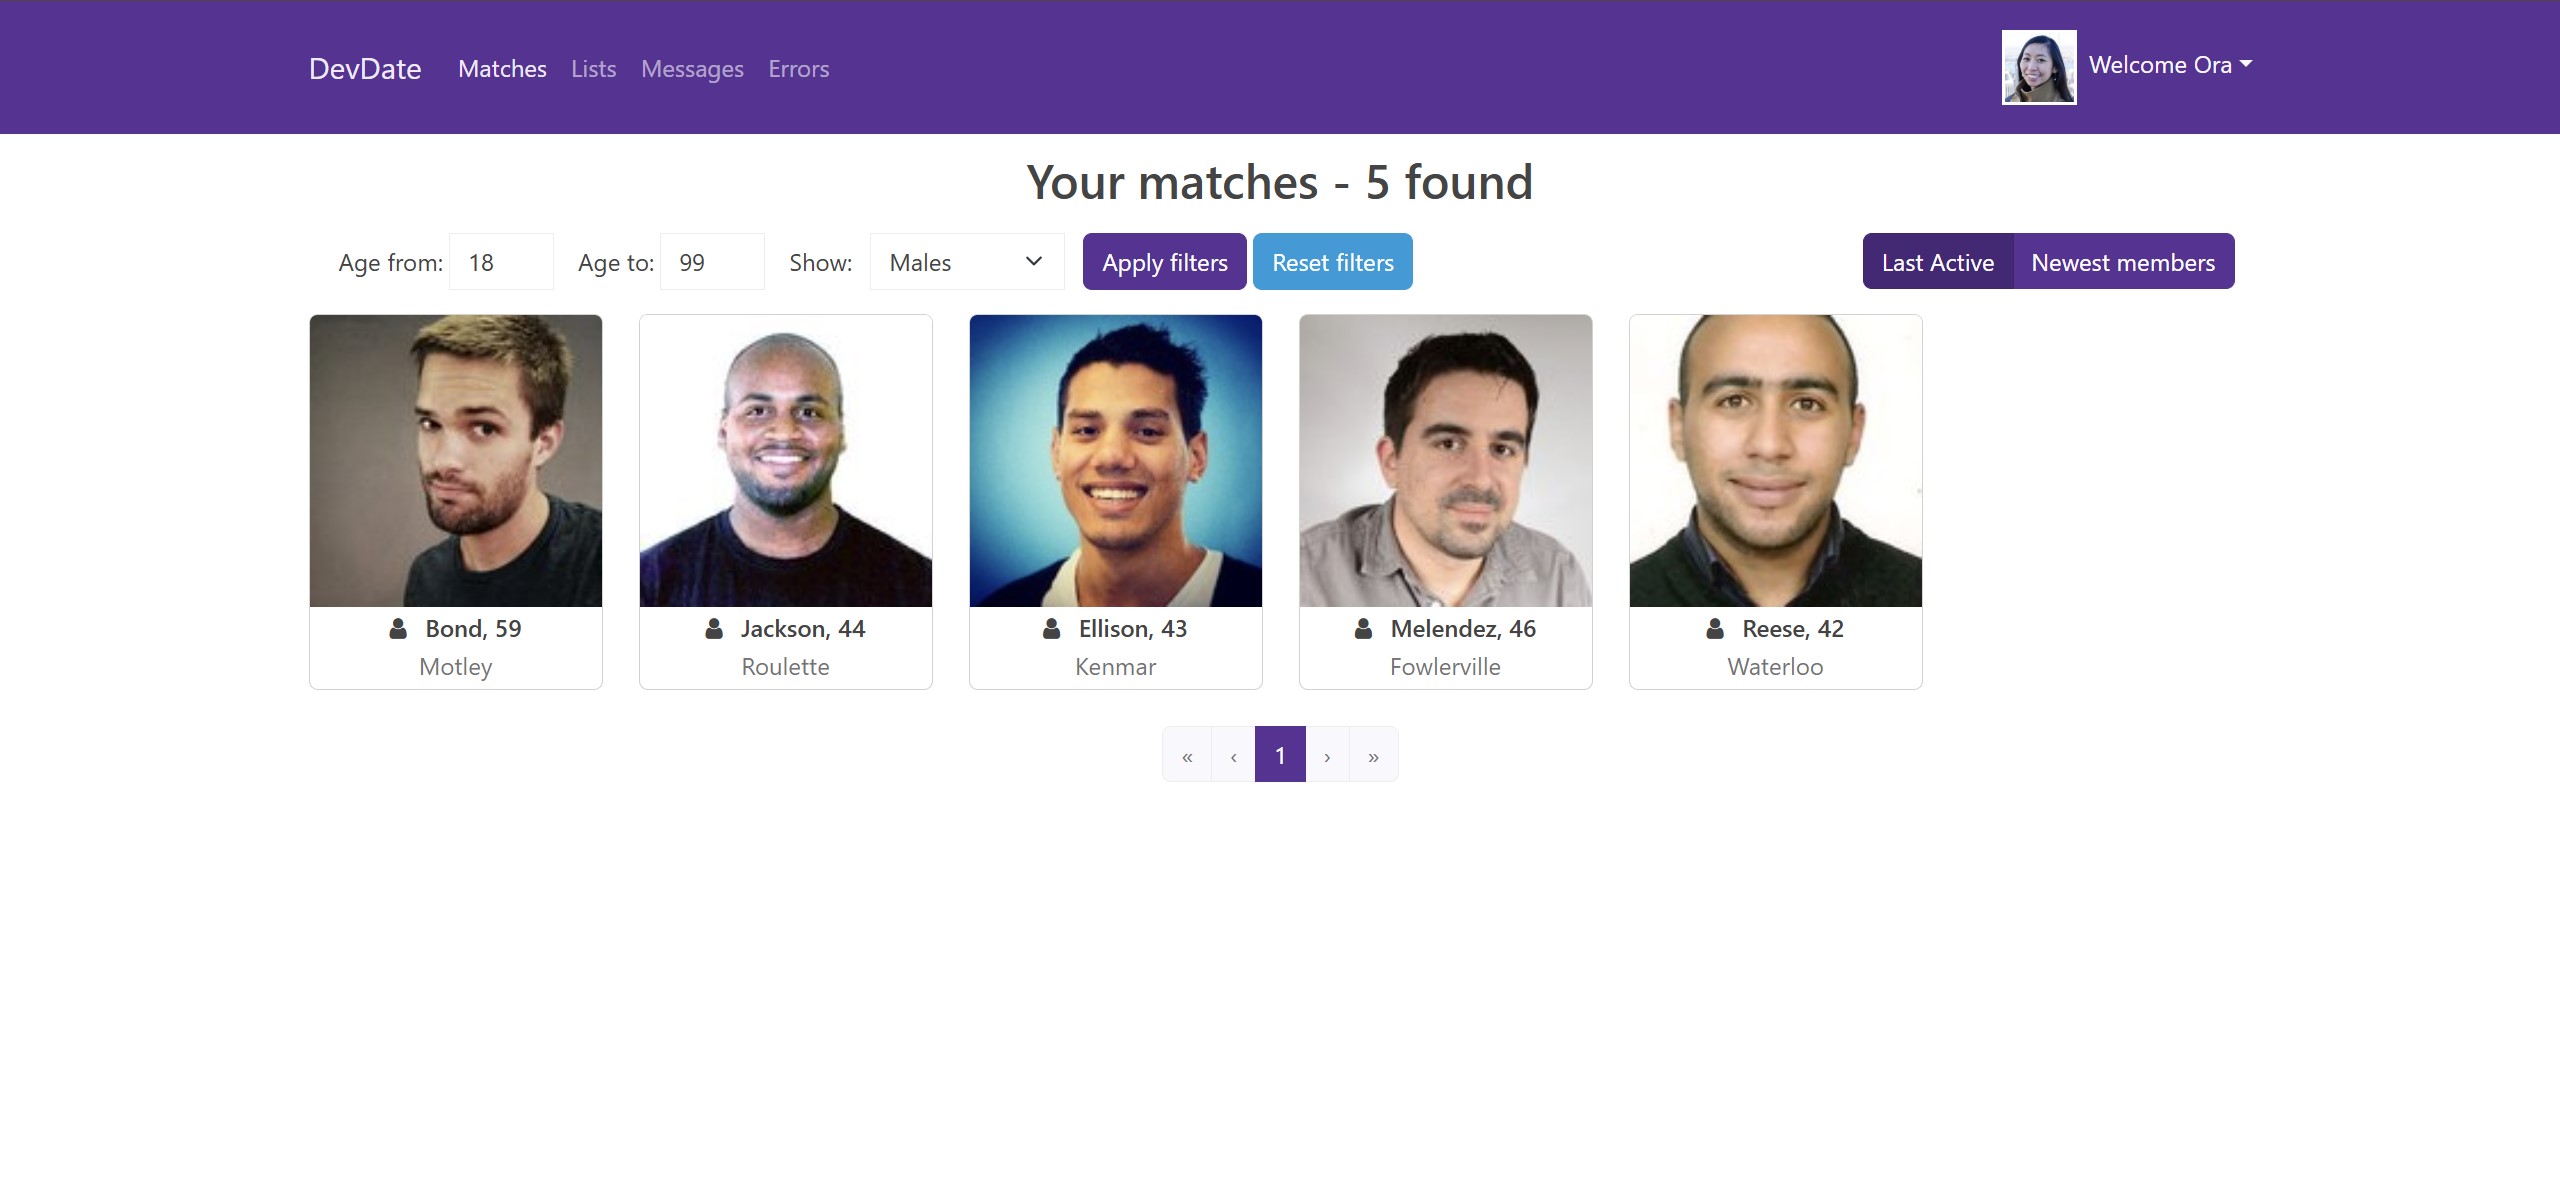 DevDate Matches Lists Messages Errors Welcome Ora
Your matches - 5 found
Age from: 18 Age to: 99 Show: Males Apply filters Reset filters Last Active Newest members
Bond, 59
Motley
Jackson, 44
Roulette
Ellison, 43
Kenmar
Melendez, 46
Fowlerville
Reese, 42
Waterloo
« ‹ 1 › »